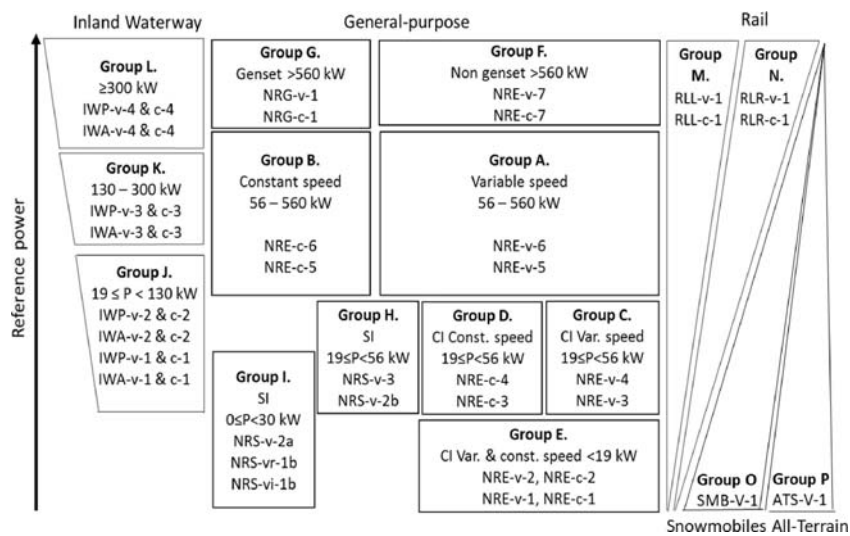 Inland Waterway
General-purpose
Rail
Reference power
Group L.
≥300 kW
IWP-v-4 & c-4
IWA-v-4 & c-4
Group K.
130 – 300 kW
IWP-v-3 & c-3
IWA-v-3 & c-3
Group J.
19 ≤ P < 130 kW
IWP-v-2 & c-2
IWA-v-2 & c-2
IWP-v-1 & c-1
IWA-v-1 & c-1
Group G.
Genset >560 kW
NRG-v-1
NRG-c-1
Group F.
Non genset >560 kW
NRE-v-7
NRE-c-7
Group B.
Constant speed
56 – 560 kW
NRE-c-6
NRE-c-5
Group A.
Variable speed
56 – 560 kW
NRE-v-6
NRE-v-5
Group H.
SI
19≤P<56 kW
NRS-v-3
NRS-v-2b
Group D.
CI Const. speed
19≤P<56 kW
NRE-c-4
NRE-c-3
Group C.
CI Var. speed
19≤P<56 kW
NRE-v-4
NRE-v-3
Group I.
SI
0≤P<30 kW
NRS-v-2a
NRS-vr-1b
NRS-vi-1b
Group E.
CI Var. & const. speed <19 kW
NRE-v-2, NRE-c-2
NRE-v-1, NRE-c-1
Group
M.
RLL-v-1
RLL-c-1
Group
N.
RLR-v-1
RLR-c-1
Group O
SMB-V-1
Group P
ATS-V-1
Snowmobiles All-Terrain